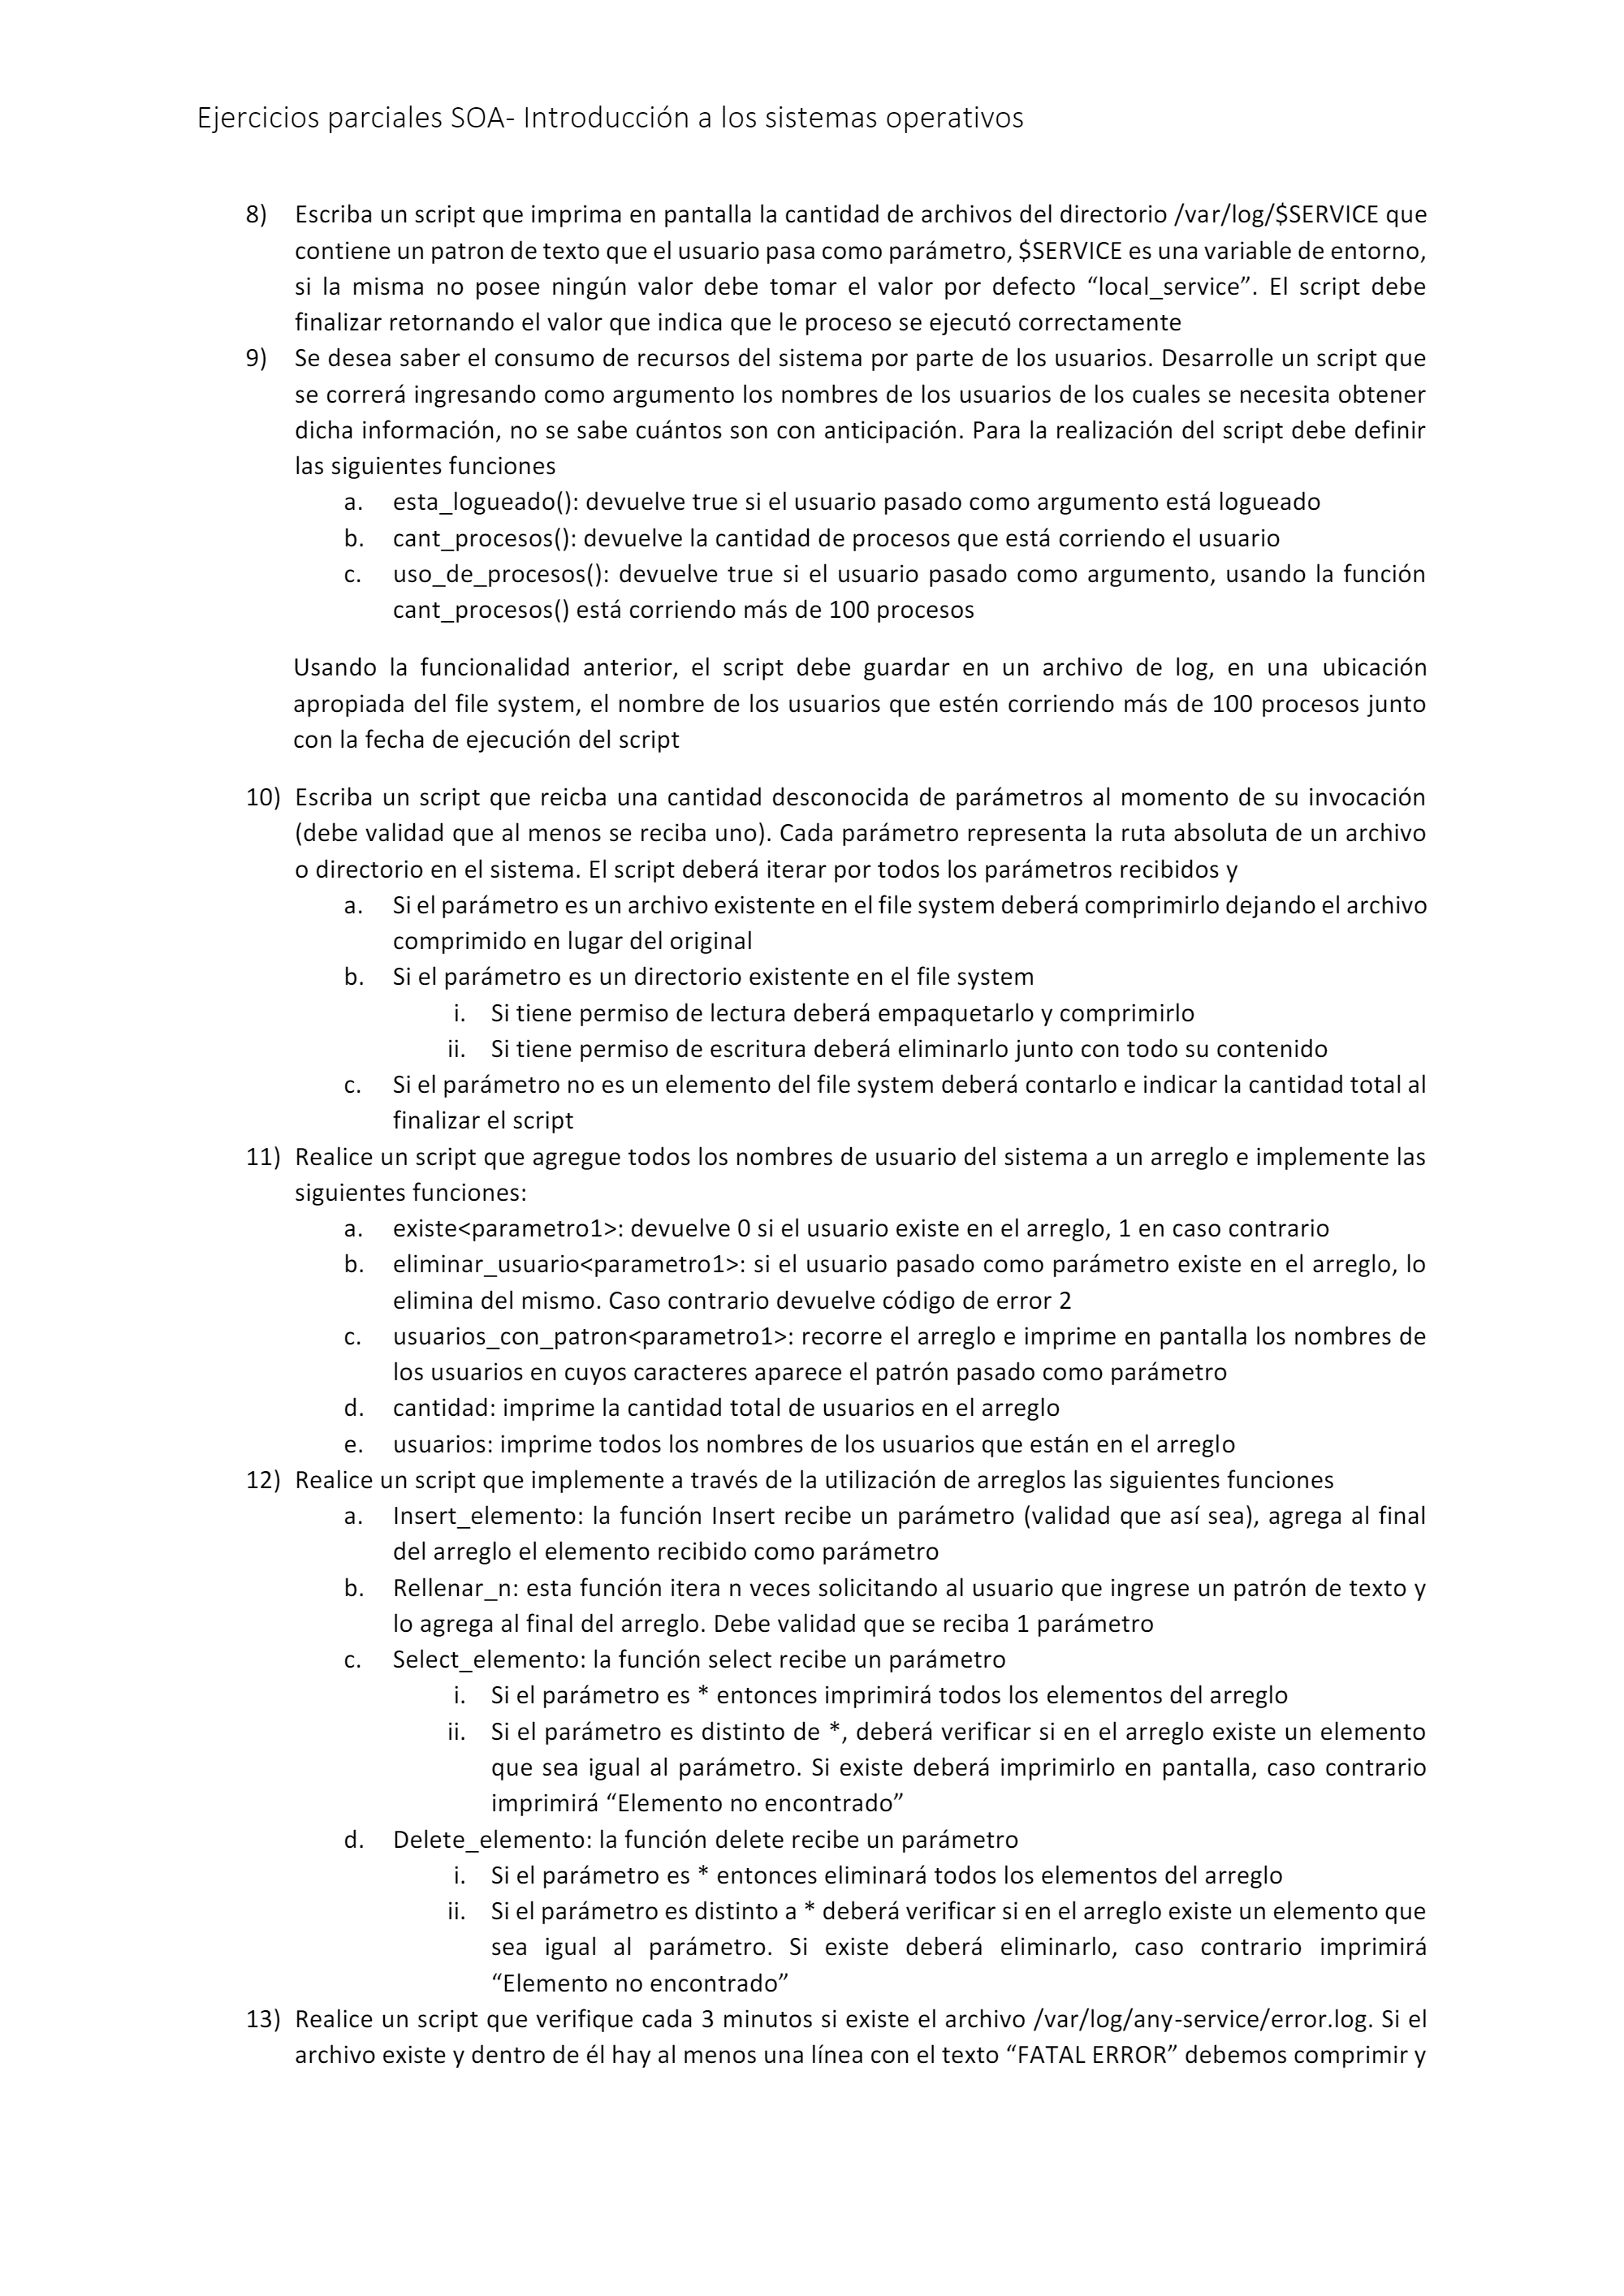 Ejercicios parciales SOA- Introducción a los sistemas operativos
8) Escriba un script que imprima en pantalla la cantidad de archivos del directorio /var/log/$SERVICE que
contiene un patron de texto que el usuario pasa como parámetro, $SERVICE es una variable de entorno,
si la misma no posee ningún valor debe tomar el valor por defecto “local_service”. El script debe
finalizar retornando el valor que indica que le proceso se ejecutó correctamente
9) Se desea saber el consumo de recursos del sistema por parte de los usuarios. Desarrolle un script que
se correrá ingresando como argumento los nombres de los usuarios de los cuales se necesita obtener
dicha información, no se sabe cuántos son con anticipación. Para la realización del script debe definir
las siguientes funciones
a. esta_logueado(): devuelve true si el usuario pasado como argumento está logueado
b. cant_procesos(): devuelve la cantidad de procesos que está corriendo el usuario
c. uso_de_procesos(): devuelve true si el usuario pasado como argumento, usando la función
cant_procesos() está corriendo más de 100 procesos
Usando la funcionalidad anterior, el script debe guardar en un archivo de log, en una ubicación
apropiada del file system, el nombre de los usuarios que estén corriendo más de 100 procesos junto
con la fecha de ejecución del script
10) Escriba un script que reicba una cantidad desconocida de parámetros al momento de su invocación
(debe validad que al menos se reciba uno). Cada parámetro representa la ruta absoluta de un archivo
o directorio en el sistema. El script deberá iterar por todos los parámetros recibidos y
a. Si el parámetro es un archivo existente en el file system deberá comprimirlo dejando el archivo
comprimido en lugar del original
b. Si el parámetro es un directorio existente en el file system
i. Si tiene permiso de lectura deberá empaquetarlo y comprimirlo
ii. Si tiene permiso de escritura deberá eliminarlo junto con todo su contenido
c. Si el parámetro no es un elemento del file system deberá contarlo e indicar la cantidad total al
finalizar el script
11) Realice un script que agregue todos los nombres de usuario del sistema a un arreglo e implemente las
siguientes funciones:
a. existe<parametro1>: devuelve 0 si el usuario existe en el arreglo, 1 en caso contrario
b. eliminar_usuario<parametro1>: si el usuario pasado como parámetro existe en el arreglo, lo
elimina del mismo. Caso contrario devuelve código de error 2
c. usuarios_con_patron<parametro1>: recorre el arreglo e imprime en pantalla los nombres de
los usuarios en cuyos caracteres aparece el patrón pasado como parámetro
d. cantidad: imprime la cantidad total de usuarios en el arreglo
e. usuarios: imprime todos los nombres de los usuarios que están en el arreglo
12) Realice un script que implemente a través de la utilización de arreglos las siguientes funciones
a. Insert_elemento: la función Insert recibe un parámetro (validad que así sea), agrega al final
del arreglo el elemento recibido como parámetro
b. Rellenar_n: esta función itera n veces solicitando al usuario que ingrese un patrón de texto y
lo agrega al final del arreglo. Debe validad que se reciba 1 parámetro
c. Select_elemento: la función select recibe un parámetro
i. Si el parámetro es * entonces imprimirá todos los elementos del arreglo
ii. Si el parámetro es distinto de *, deberá verificar si en el arreglo existe un elemento
que sea igual al parámetro. Si existe deberá imprimirlo en pantalla, caso contrario
imprimirá “Elemento no encontrado”
d. Delete_elemento: la función delete recibe un parámetro
i. Si el parámetro es * entonces eliminará todos los elementos del arreglo
ii. Si el parámetro es distinto a * deberá verificar si en el arreglo existe un elemento que
sea igual al parámetro. Si existe deberá eliminarlo, caso contrario imprimirá
“Elemento no encontrado”
13) Realice un script que verifique cada 3 minutos si existe el archivo /var/log/any-service/error.log. Si el
archivo existe y dentro de él hay al menos una línea con el texto “FATAL ERROR” debemos comprimir y